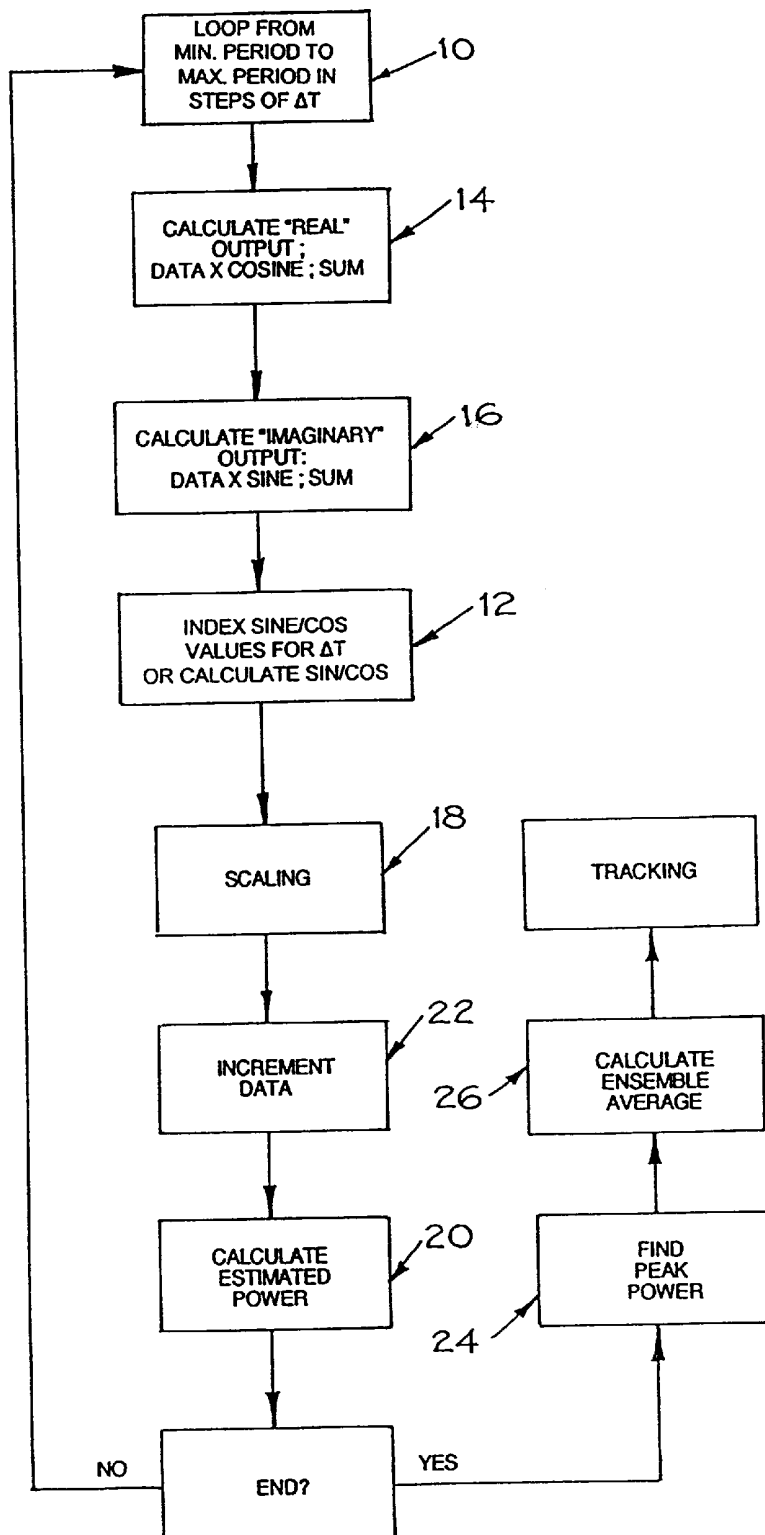 LOOP FROM
MIN. PERIOD TO
MAX. PERIOD IN
STEPS OF ΔT
10
CALCULATE "REAL"
OUTPUT ;
DATA X COSINE ; SUM
14
CALCULATE "IMAGINARY"
OUTPUT:
DATA X SINE ; SUM
16
INDEX SINE/COS
VALUES FOR ΔT
OR CALCULATE SIN/COS
12
SCALING
18
INCREMENT
DATA
22
CALCULATE
ESTIMATED
POWER
20
END?
NO
YES
FIND
PEAK
POWER
24
CALCULATE
ENSEMBLE
AVERAGE
26
TRACKING